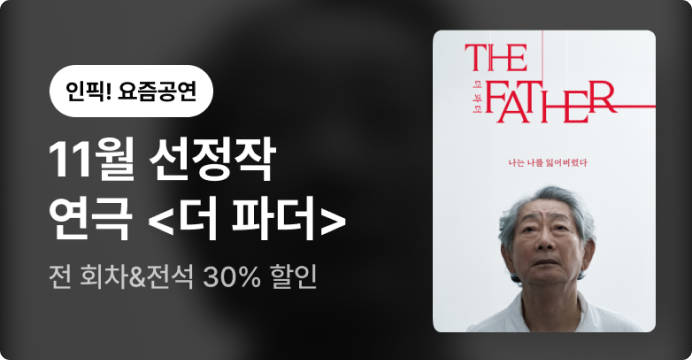 인픽! 요즘공연
11월 선정작
연극 <더 파더>
전 회차&전석 30% 할인
THE
더 파더
FATHER
나는 나를 잃어버렸다